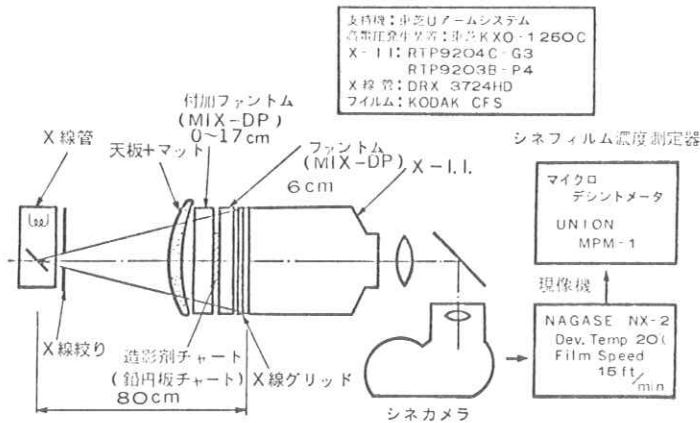 支持機:東芝Uアームシステム
高電圧発生装置:東芝KXO-1260C
X-I I:RTP9204C-G3
RTP9203B-P4
X線管:DRX 3724HD
フイルム:KODAK CFS
付加ファントム
(MIX-DP)
0~17cm
X線管
天板+マット
ファントム
(MIX-DP)
6cm
X-I.I.
シネフィルム濃度測定器
マイクロ
デシントメータ
UNION
MPM-1
現像機
NAGASE NX-2
Dev. Temp 20
Film Speed
15ft/min
X線絞り
造影剤チャート
(鉛円板チャート)
X線グリッド
80cm
シネカメラ